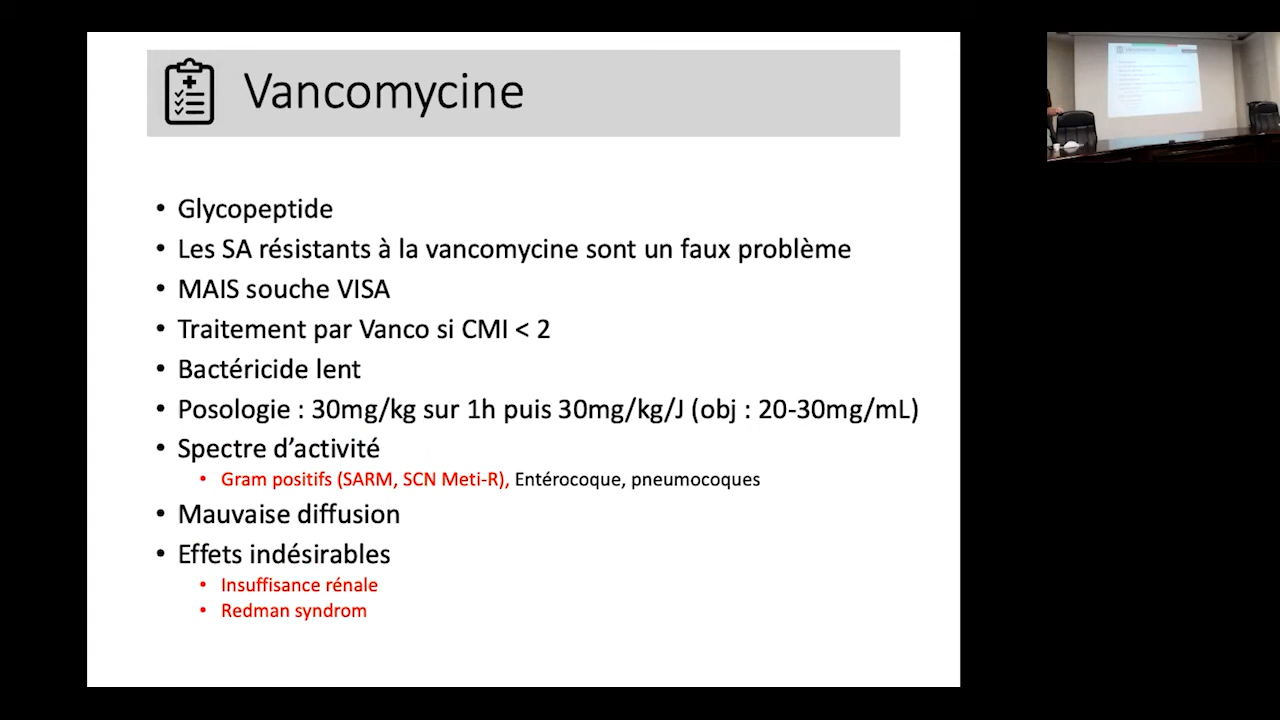 Vancomycine
• Glycopeptide
• Les SA résistants à la vancomycine sont un faux problème
• MAIS souche VISA
• Traitement par Vanco si CMI < 2
• Bactéricide lent
• Posologie : 30mg/kg sur 1h puis 30mg/kg/J (obj : 20-30mg/mL)
• Spectre d’activité
• Gram positifs (SARM, SCN Meti-R), Entérocoque, pneumocoques
• Mauvaise diffusion
• Effets indésirables
• Insuffisance rénale
• Redman syndrom